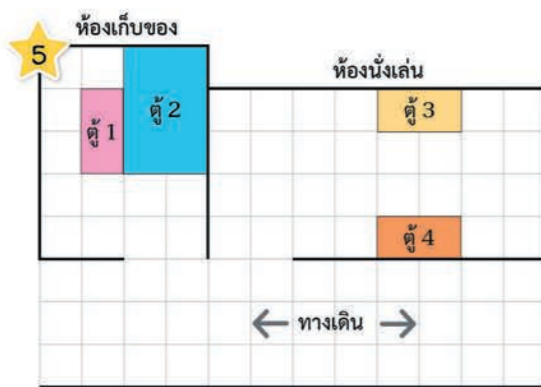 ห้องเก็บของ
5
ห้องนั่งเล่น
ตู้ 1
ตู้ 2
ตู้ 3
ตู้ 4
ทางเดิน